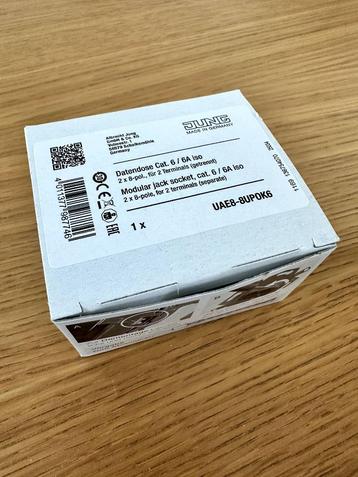 Albrecht Jung
GmbH & Co. KG
Volmestr. 1
58579 Schalksmühle
Germany
JUNG
MADE IN GERMANY
4011377987746
Datendose Cat. 6 / 6A iso
2 x 8-pol., für 2 Terminals (getrennt)
Modular jack socket, cat. 6 / 6A iso
2 x 8-pole, for 2 terminals (separate)
1 x
UAE8-8UPOK6